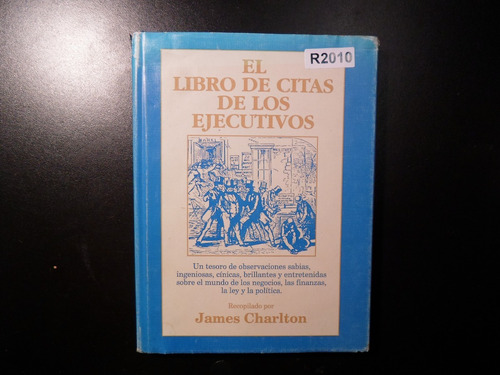 R2010
EL
LIBRO DE CITAS
DE LOS
EJECUTIVOS
Un tesoro de observaciones sabias,
ingeniosas, cínicas, brillantes y entretenidas
sobre el mundo de los negocios, las finanzas,
la ley y la política.
Recopilado por
James Charlton